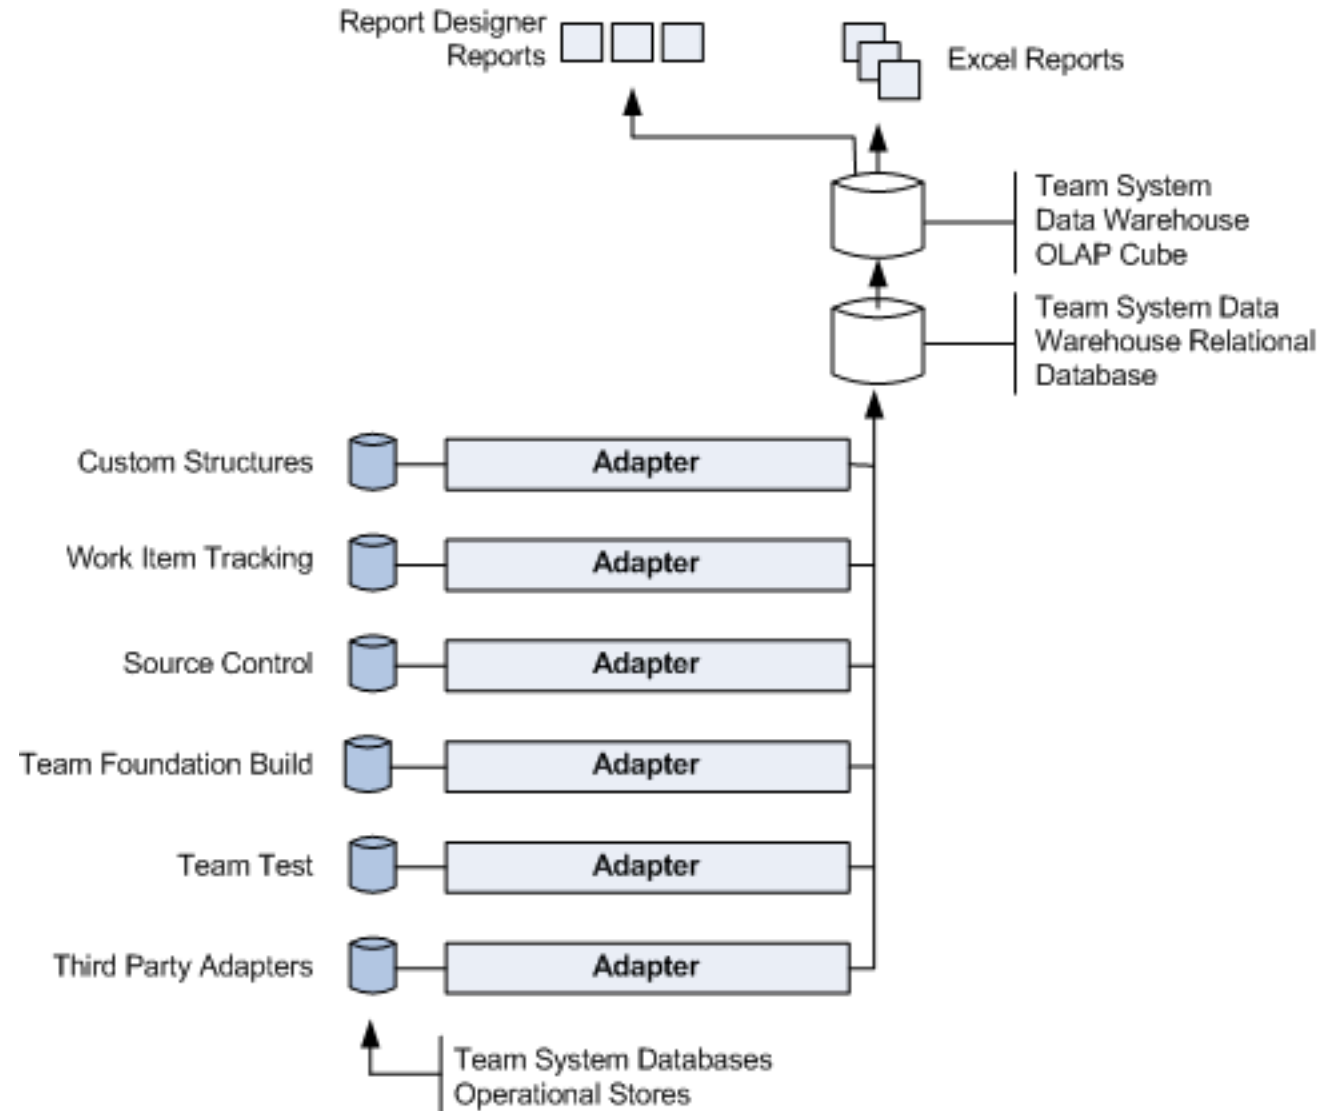 Report Designer
Reports
Excel Reports
Team System
Data Warehouse
OLAP Cube
Team System Data
Warehouse Relational
Database
Custom Structures
Adapter
Work Item Tracking
Adapter
Source Control
Adapter
Team Foundation Build
Adapter
Team Test
Adapter
Third Party Adapters
Adapter
Team System Databases
Operational Stores